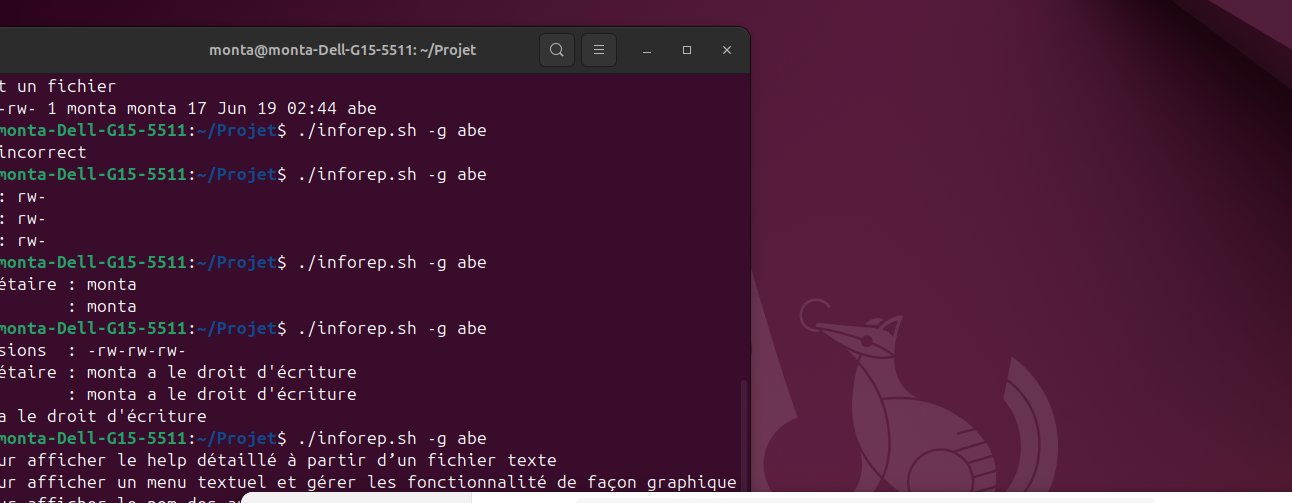 monta@monta-Dell-G15-5511: ~/Projet
t un fichier
-rw- 1 monta monta 17 Jun 19 02:44 abe
monta-Dell-G15-5511:~/Projet$ ./inforep.sh -g abe
incorrect
monta-Dell-G15-5511:~/Projet$ ./inforep.sh -g abe
: rw-
: rw-
: rw-
monta-Dell-G15-5511:~/Projet$ ./inforep.sh -g abe
étaire : monta
: monta
monta-Dell-G15-5511:~/Projet$ ./inforep.sh -g abe
sions : -rw-rw-rw-
étaire : monta a le droit d'écriture
: monta a le droit d'écriture
a le droit d'écriture
monta-Dell-G15-5511:~/Projet$ ./inforep.sh -g abe
ur afficher le help détaillé à partir d’un fichier texte
ur afficher un menu textuel et gérer les fonctionnalité de façon graphique
ur afficher le nom des